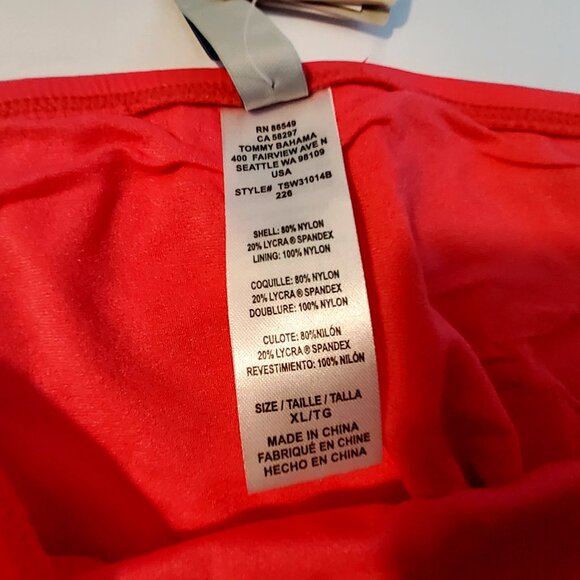 RN 86549
CA 58297
TOMMY BAHAMA
400 FAIRVIEW AVE N
SEATTLE WA 98109
USA
STYLE# TSW31014B
226
SHELL: 80% NYLON
20% LYCRA® SPANDEX
LINING: 100% NYLON
COQUILLE: 80% NYLON
20% LYCRA® SPANDEX
DOUBLURE: 100% NYLON
CULOTE: 80%NILÓN
20% LYCRA® SPANDEX
REVESTIMIENTO: 100% NILÓN
SIZE / TAILLE / TALLA
XL/TG
MADE IN CHINA
FABRIQUÉ EN CHINE
HECHO EN CHINA